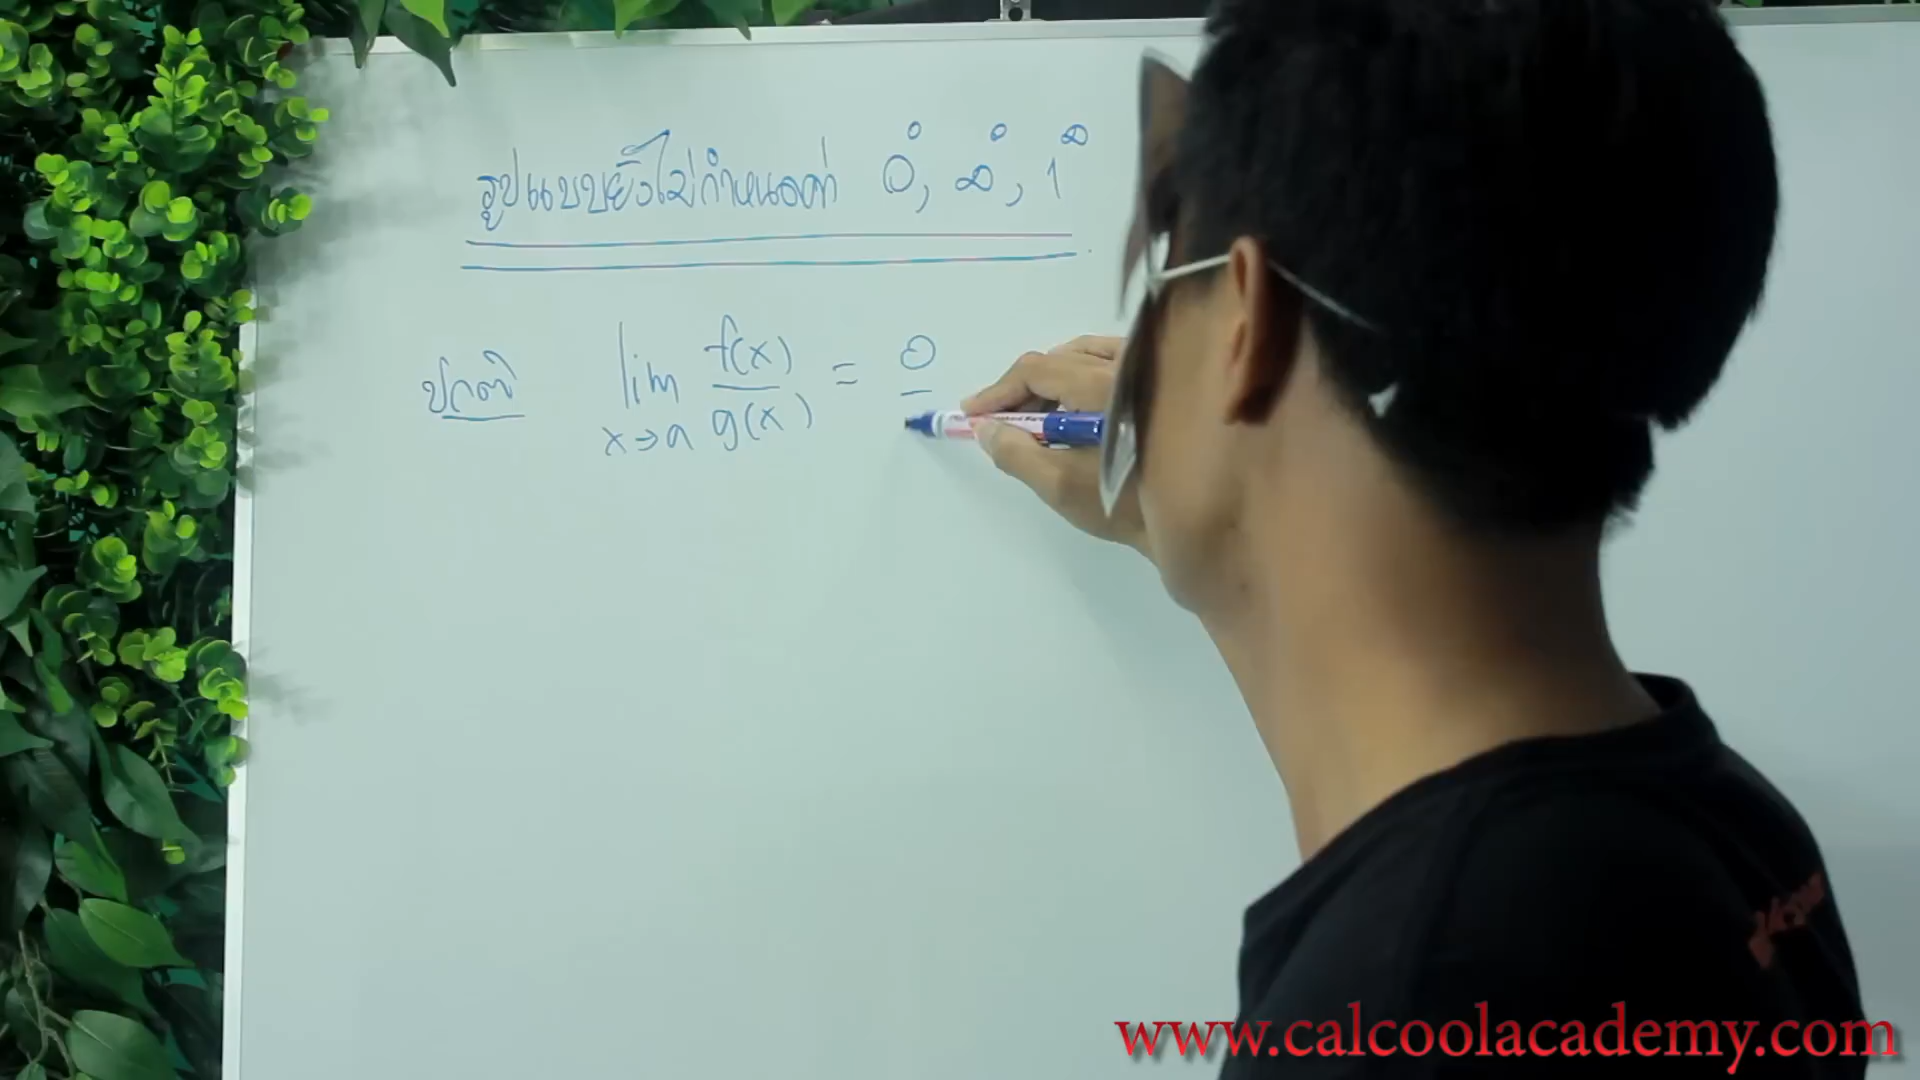 รูปแบบยังไม่กำหนดค่า 0⁰, ∞⁰, 1^∞
ปกติ lim x→a f(x)/g(x) = 0/
www.calcoolacademy.com